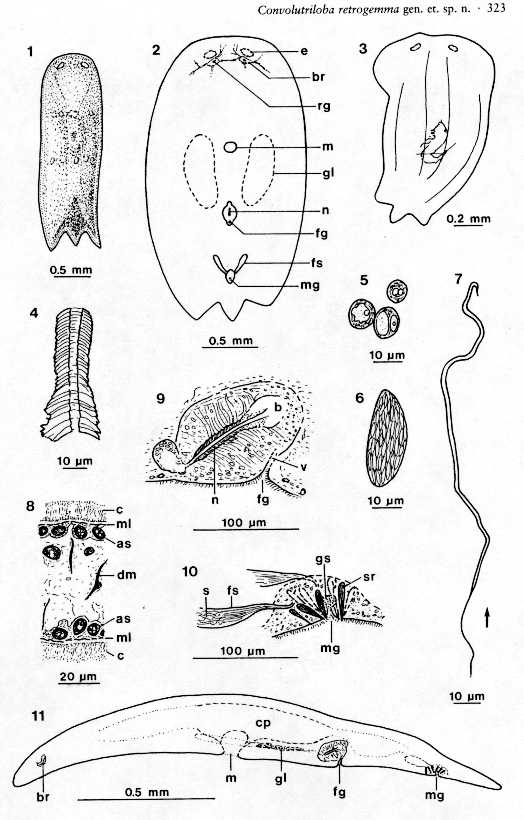 Convolutriloba retrogemma gen. et. sp. n. · 323
1
2
3
e
br
rg
m
gl
n
fg
fs
mg
0.5 mm
0.5 mm
0.2 mm
4
5
6
7
10 µm
10 µm
10 µm
10 µm
9
b
v
n
fg
100 µm
8
c
ml
as
dm
as
ml
c
20 µm
10
gs
sr
s
fs
mg
100 µm
11
cp
br
m
gl
fg
mg
0.5 mm